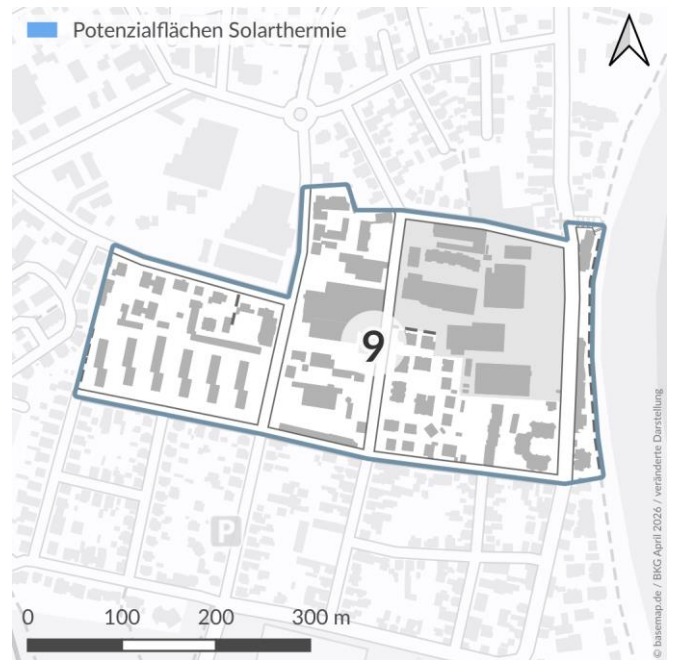 Potenzialflächen Solarthermie
9
P
0 100 200 300 m
© basemap.de / BKG April 2026 / veränderte Darstellung